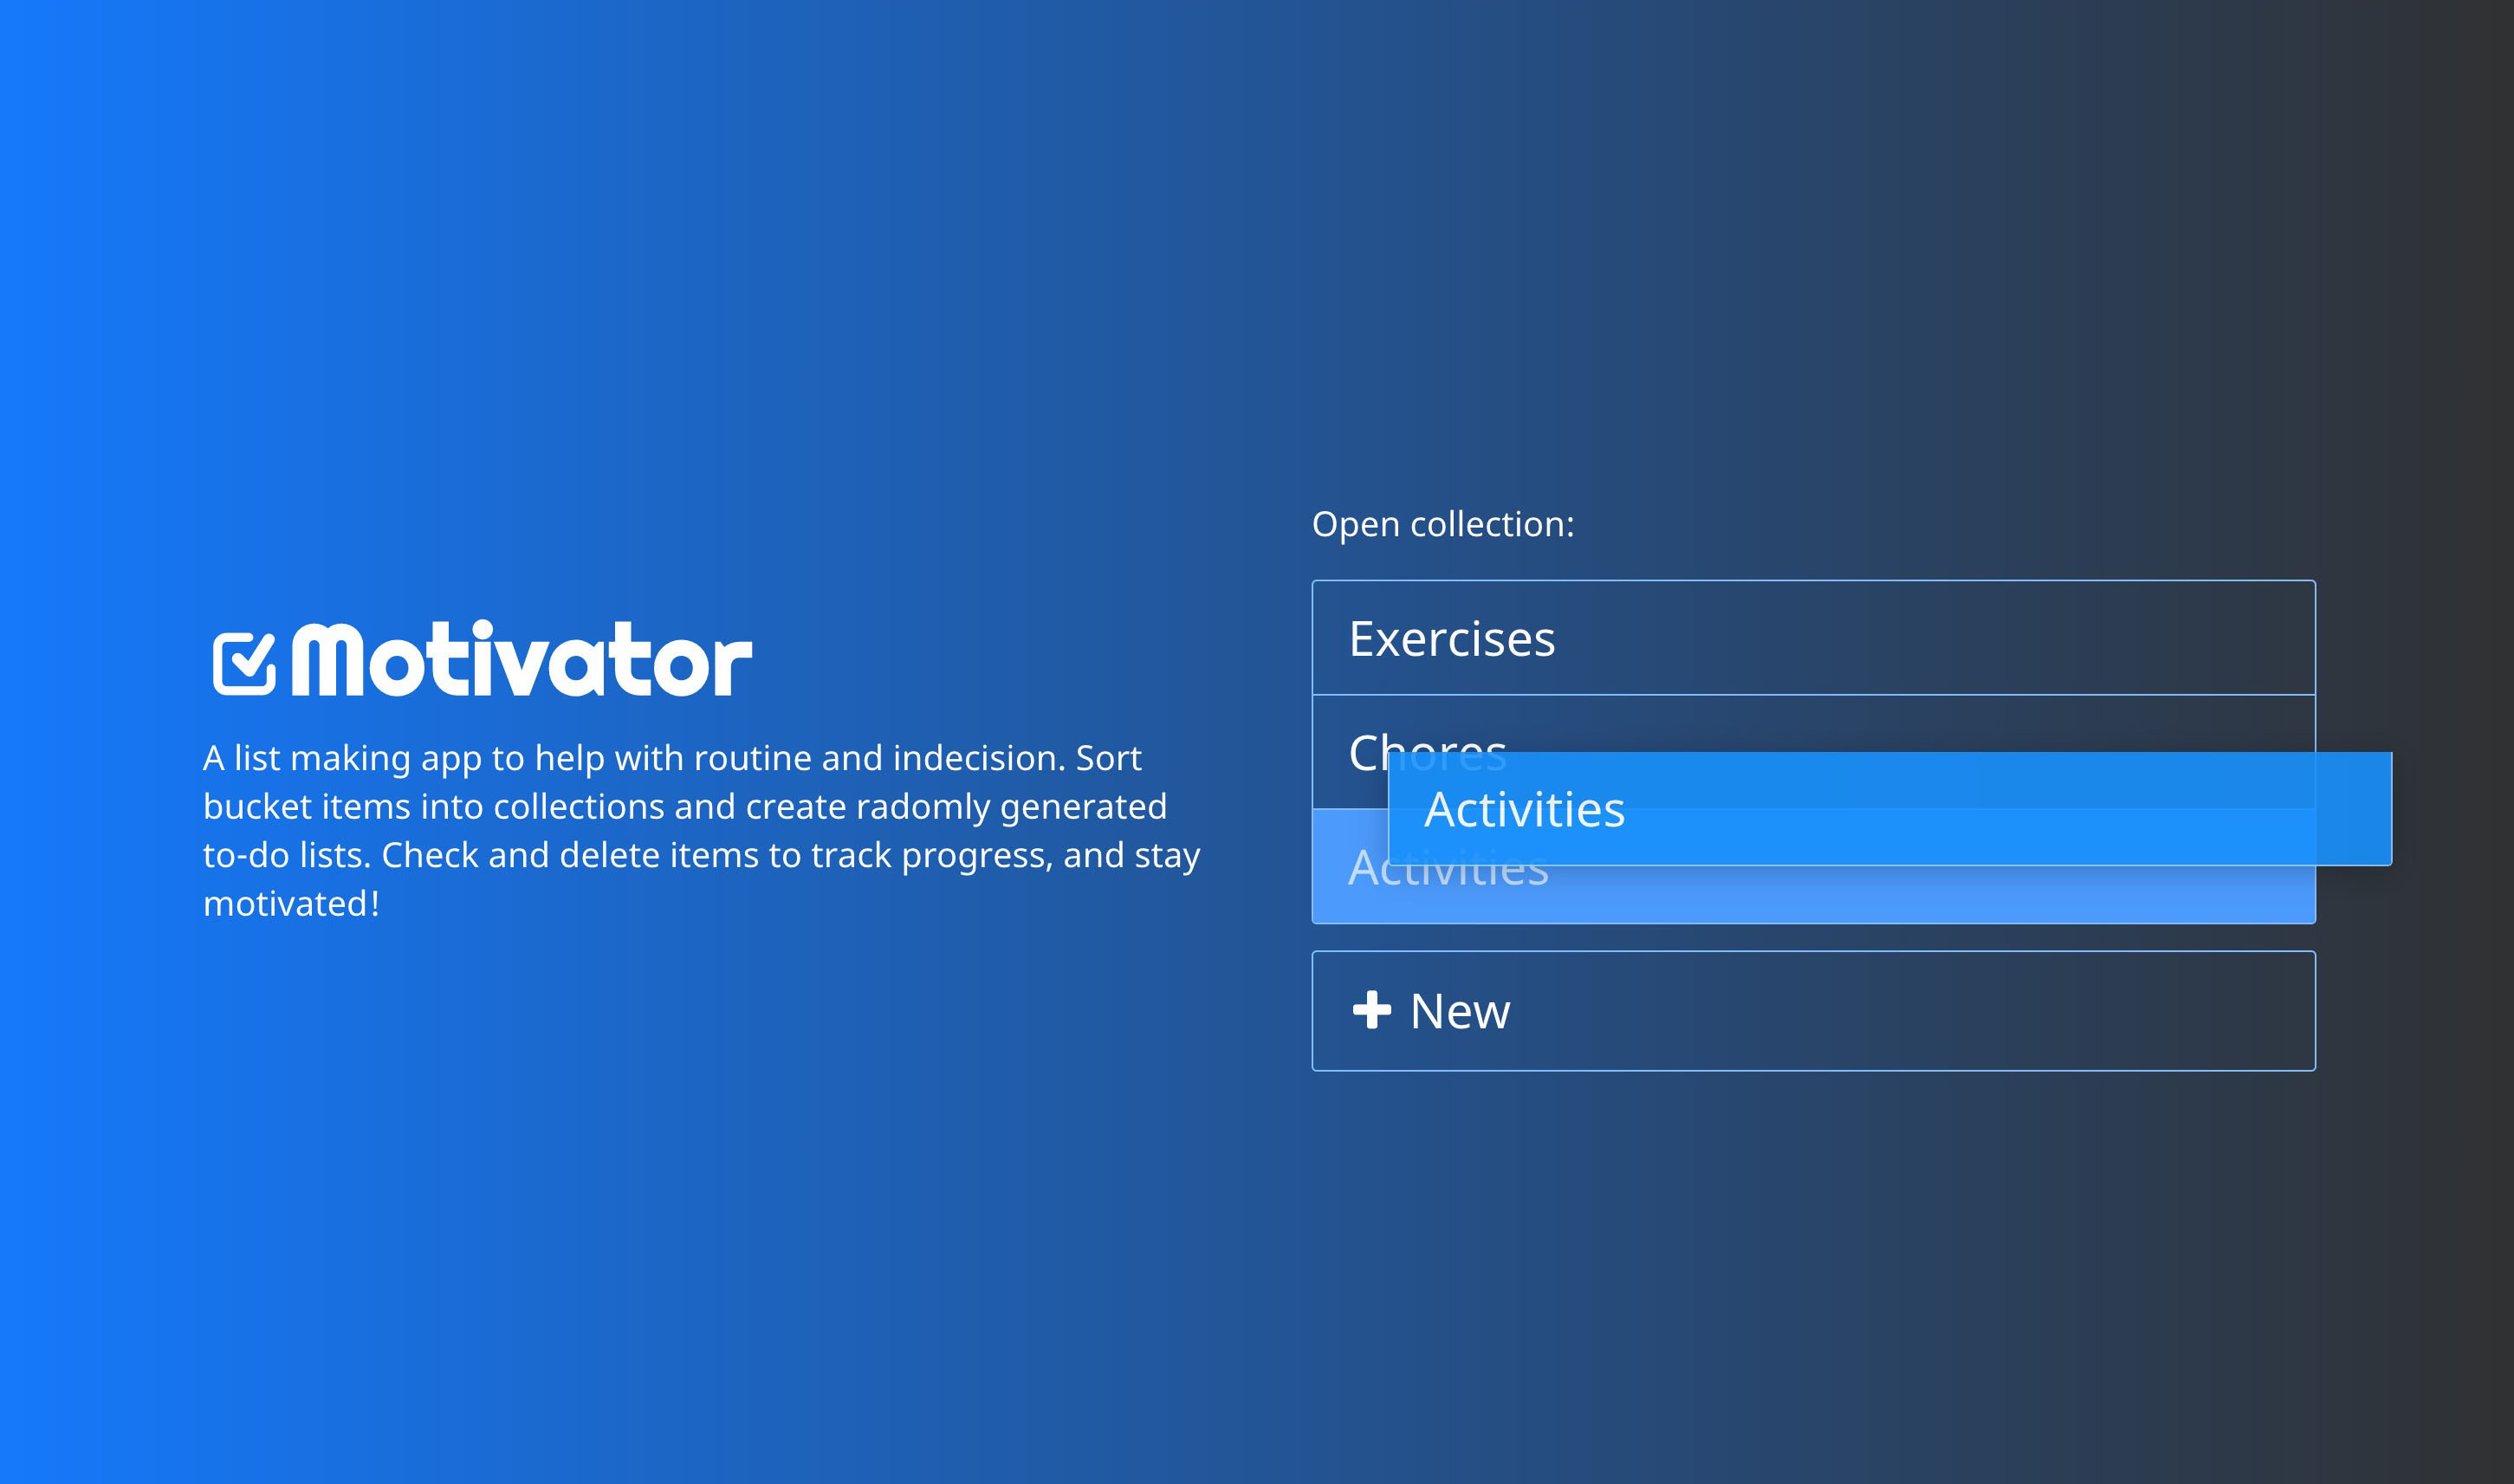 Motivator
A list making app to help with routine and indecision. Sort
bucket items into collections and create radomly generated
to-do lists. Check and delete items to track progress, and stay
motivated!
Open collection:
Exercises
Chores
Activities
Activities
New